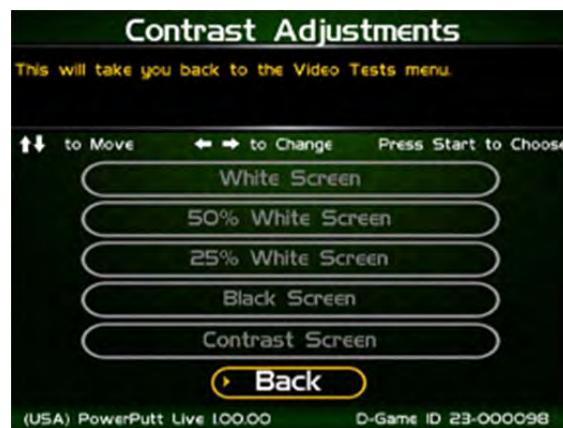 Contrast Adjustments
This will take you back to the Video Tests menu.
to Move to Change Press Start to Choose
White Screen
50% White Screen
25% White Screen
Black Screen
Contrast Screen
Back
(USA) PowerPutt Live 1.00.00 D-Game ID 23-000098